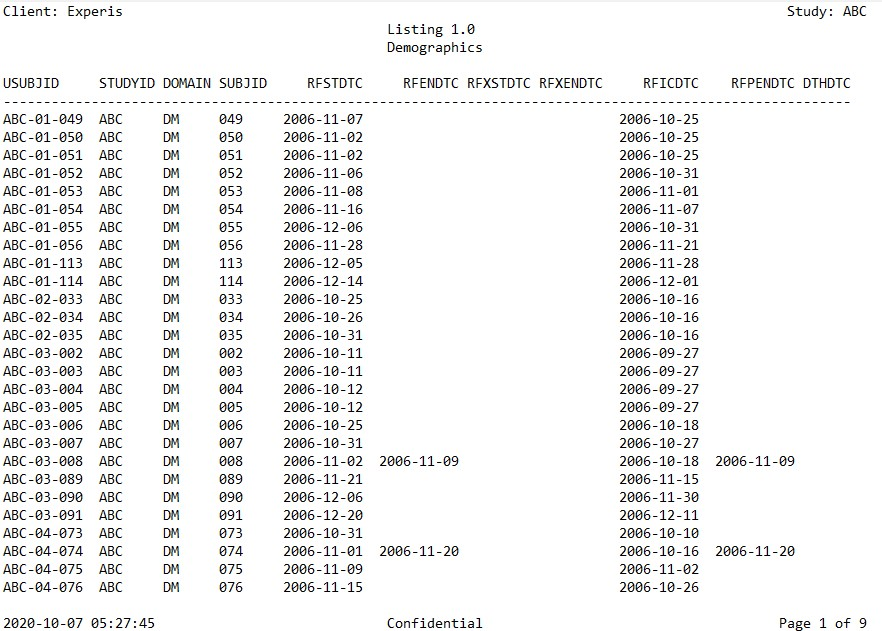 Client: Experis Study: ABC
Listing 1.0
Demographics
USUBJID STUDYID DOMAIN SUBJID RFSTDTC RFENDTC RFXSTDTC RFXENDTC RFICDTC RFPENDTC DTHDTC
----------------------------------------------------------------------------------------------------------
ABC-01-049 ABC DM 049 2006-11-07 2006-10-25
ABC-01-050 ABC DM 050 2006-11-02 2006-10-25
ABC-01-051 ABC DM 051 2006-11-02 2006-10-25
ABC-01-052 ABC DM 052 2006-11-06 2006-10-31
ABC-01-053 ABC DM 053 2006-11-08 2006-11-01
ABC-01-054 ABC DM 054 2006-11-16 2006-11-07
ABC-01-055 ABC DM 055 2006-12-06 2006-10-31
ABC-01-056 ABC DM 056 2006-11-28 2006-11-21
ABC-01-113 ABC DM 113 2006-12-05 2006-11-28
ABC-01-114 ABC DM 114 2006-12-14 2006-12-01
ABC-02-033 ABC DM 033 2006-10-25 2006-10-16
ABC-02-034 ABC DM 034 2006-10-26 2006-10-16
ABC-02-035 ABC DM 035 2006-10-31 2006-10-16
ABC-03-002 ABC DM 002 2006-10-11 2006-09-27
ABC-03-003 ABC DM 003 2006-10-11 2006-09-27
ABC-03-004 ABC DM 004 2006-10-12 2006-09-27
ABC-03-005 ABC DM 005 2006-10-12 2006-09-27
ABC-03-006 ABC DM 006 2006-10-25 2006-10-18
ABC-03-007 ABC DM 007 2006-10-31 2006-10-27
ABC-03-008 ABC DM 008 2006-11-02 2006-11-09 2006-10-18 2006-11-09
ABC-03-089 ABC DM 089 2006-11-21 2006-11-15
ABC-03-090 ABC DM 090 2006-12-06 2006-11-30
ABC-03-091 ABC DM 091 2006-12-20 2006-12-11
ABC-04-073 ABC DM 073 2006-10-31 2006-10-10
ABC-04-074 ABC DM 074 2006-11-01 2006-11-20 2006-10-16 2006-11-20
ABC-04-075 ABC DM 075 2006-11-09 2006-11-02
ABC-04-076 ABC DM 076 2006-11-15 2006-10-26
2020-10-07 05:27:45 Confidential Page 1 of 9